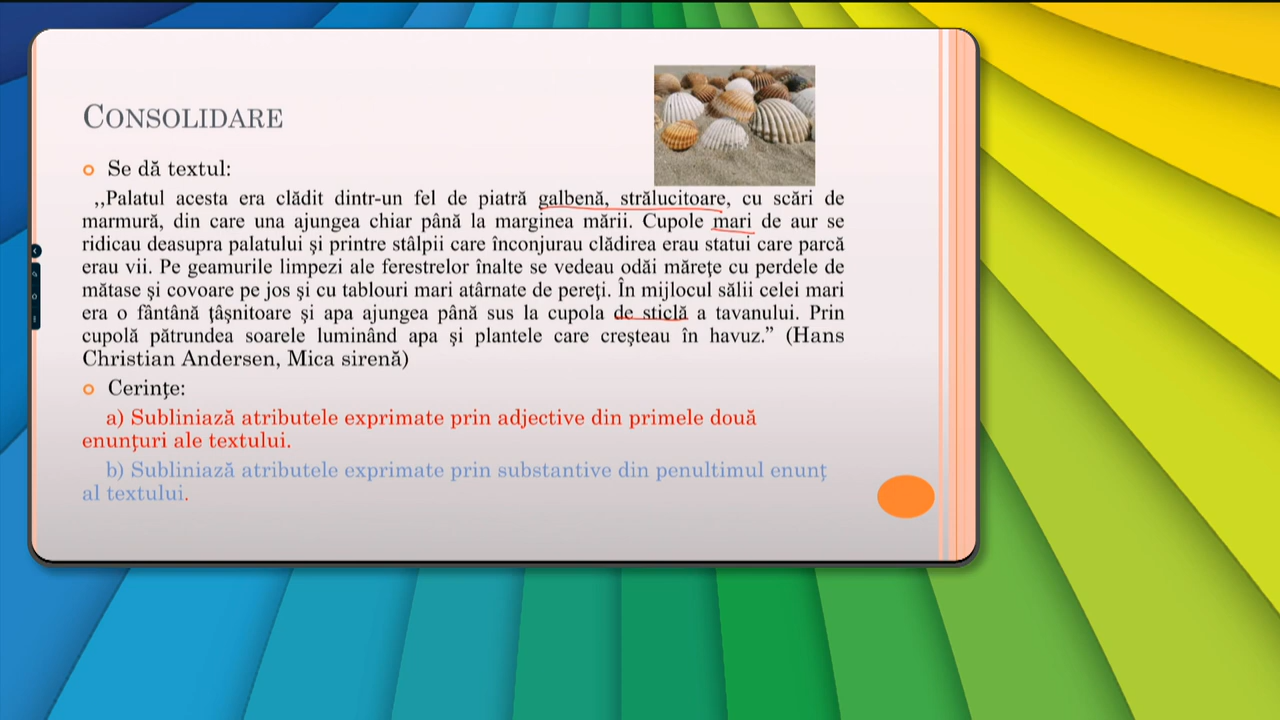 CONSOLIDARE
Se dă textul:
,,Palatul acesta era clădit dintr-un fel de piatră galbenă, strălucitoare, cu scări de
marmură, din care una ajungea chiar până la marginea mării. Cupole mari de aur se
ridicau deasupra palatului şi printre stâlpii care înconjurau clădirea erau statui care parcă
erau vii. Pe geamurile limpezi ale ferestrelor înalte se vedeau odăi măreţe cu perdele de
mătase şi covoare pe jos şi cu tablouri mari atârnate de pereţi. În mijlocul sălii celei mari
era o fântână ţâşnitoare şi apa ajungea până sus la cupola de sticlă a tavanului. Prin
cupolă pătrundea soarele luminând apa şi plantele care creşteau în havuz.” (Hans
Christian Andersen, Mica sirenă)
Cerinţe:
a) Subliniază atributele exprimate prin adjective din primele două
enunţuri ale textului.
b) Subliniază atributele exprimate prin substantive din penultimul enunţ
al textului.